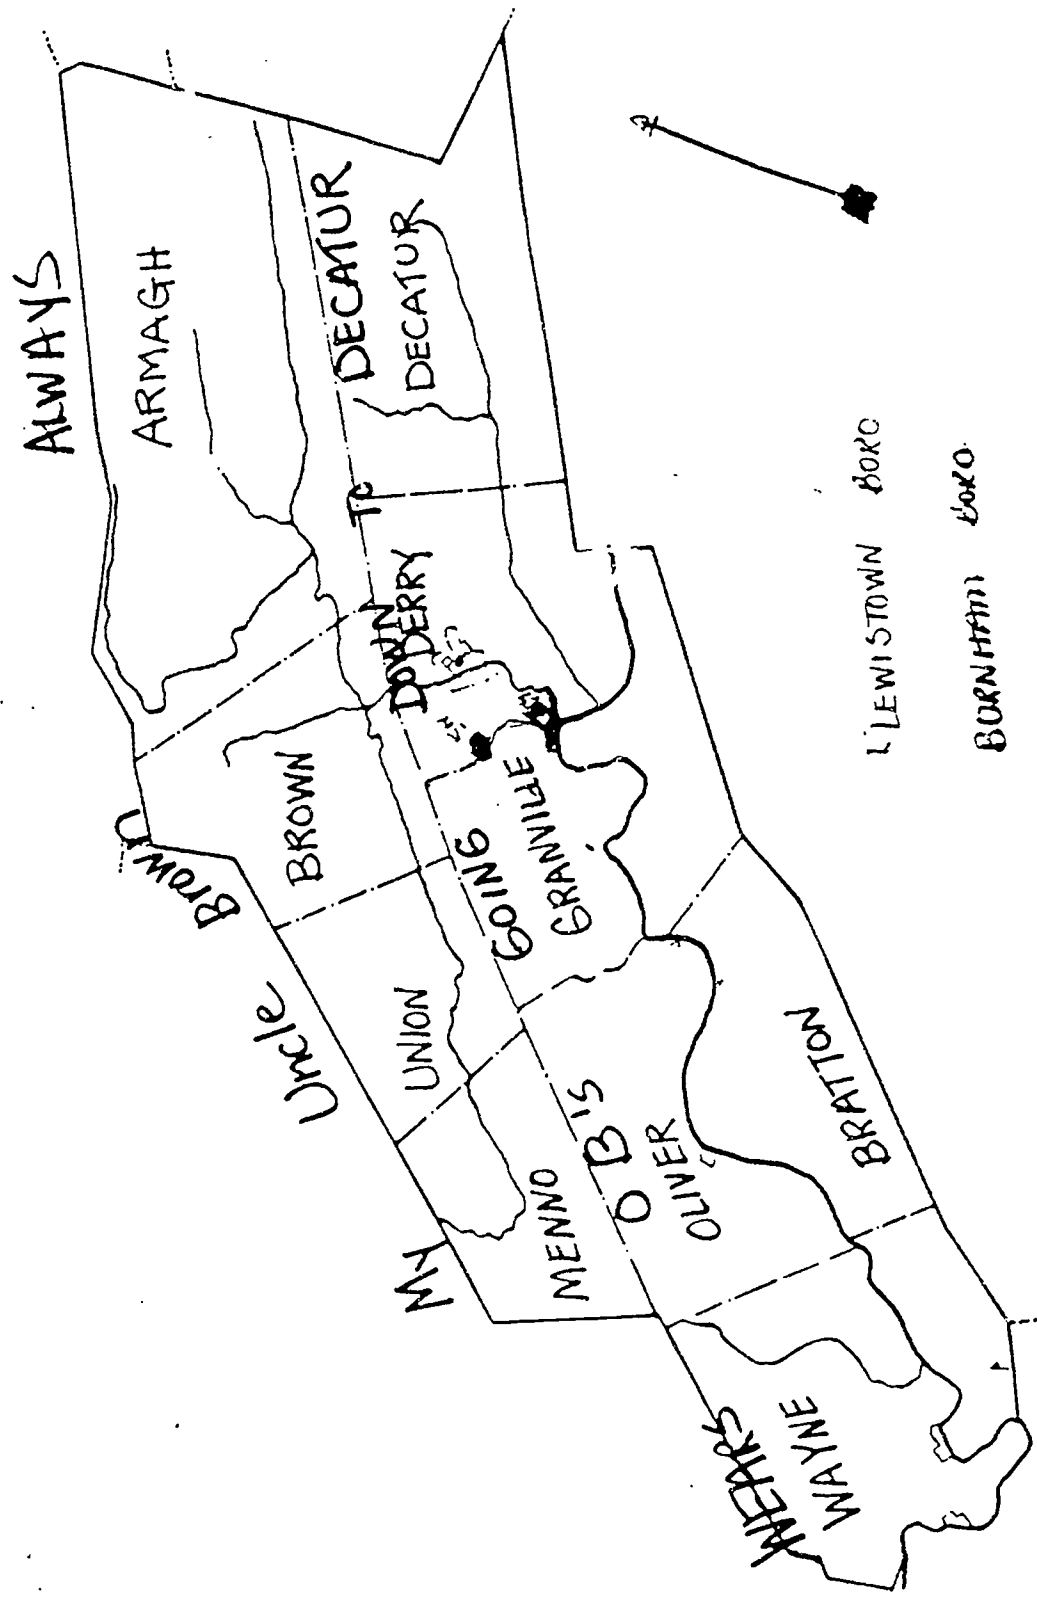 My
Uncle
Brown
ALWAYS
MENNO
UNION
BROWN
ARMAGH
WEARS
O B'S
GOING
DOWN
TO
DECATUR
WAYNE
OLIVER
GRANVILLE
DERRY
DECATUR
BRATTON
LEWISTOWN BORO
BURNHAM BORO